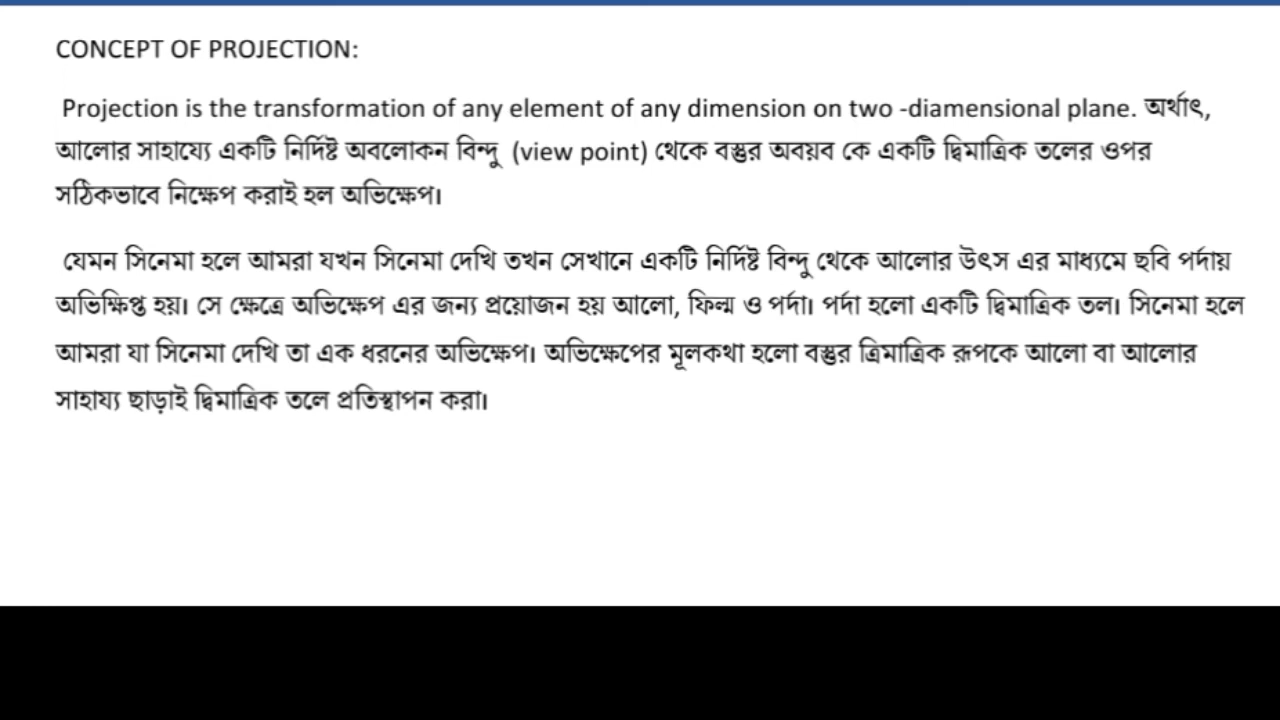 CONCEPT OF PROJECTION:
Projection is the transformation of any element of any dimension on two -diamensional plane. অর্থাৎ,
আলোর সাহায্যে একটি নির্দিষ্ট অবলোকন বিন্দু (view point) থেকে বস্তুর অবয়ব কে একটি দ্বিমাত্রিক তলের ওপর
সঠিকভাবে নিক্ষেপ করাই হল অভিক্ষেপ।
যেমন সিনেমা হলে আমরা যখন সিনেমা দেখি তখন সেখানে একটি নির্দিষ্ট বিন্দু থেকে আলোর উৎস এর মাধ্যমে ছবি পর্দায়
অভিক্ষিপ্ত হয়। সে ক্ষেত্রে অভিক্ষেপ এর জন্য প্রয়োজন হয় আলো, ফিল্ম ও পর্দা। পর্দা হলো একটি দ্বিমাত্রিক তল। সিনেমা হলে
আমরা যা সিনেমা দেখি তা এক ধরনের অভিক্ষেপ। অভিক্ষেপের মূলকথা হলো বস্তুর ত্রিমাত্রিক রূপকে আলো বা আলোর
সাহায্য ছাড়াই দ্বিমাত্রিক তলে প্রতিস্থাপন করা।